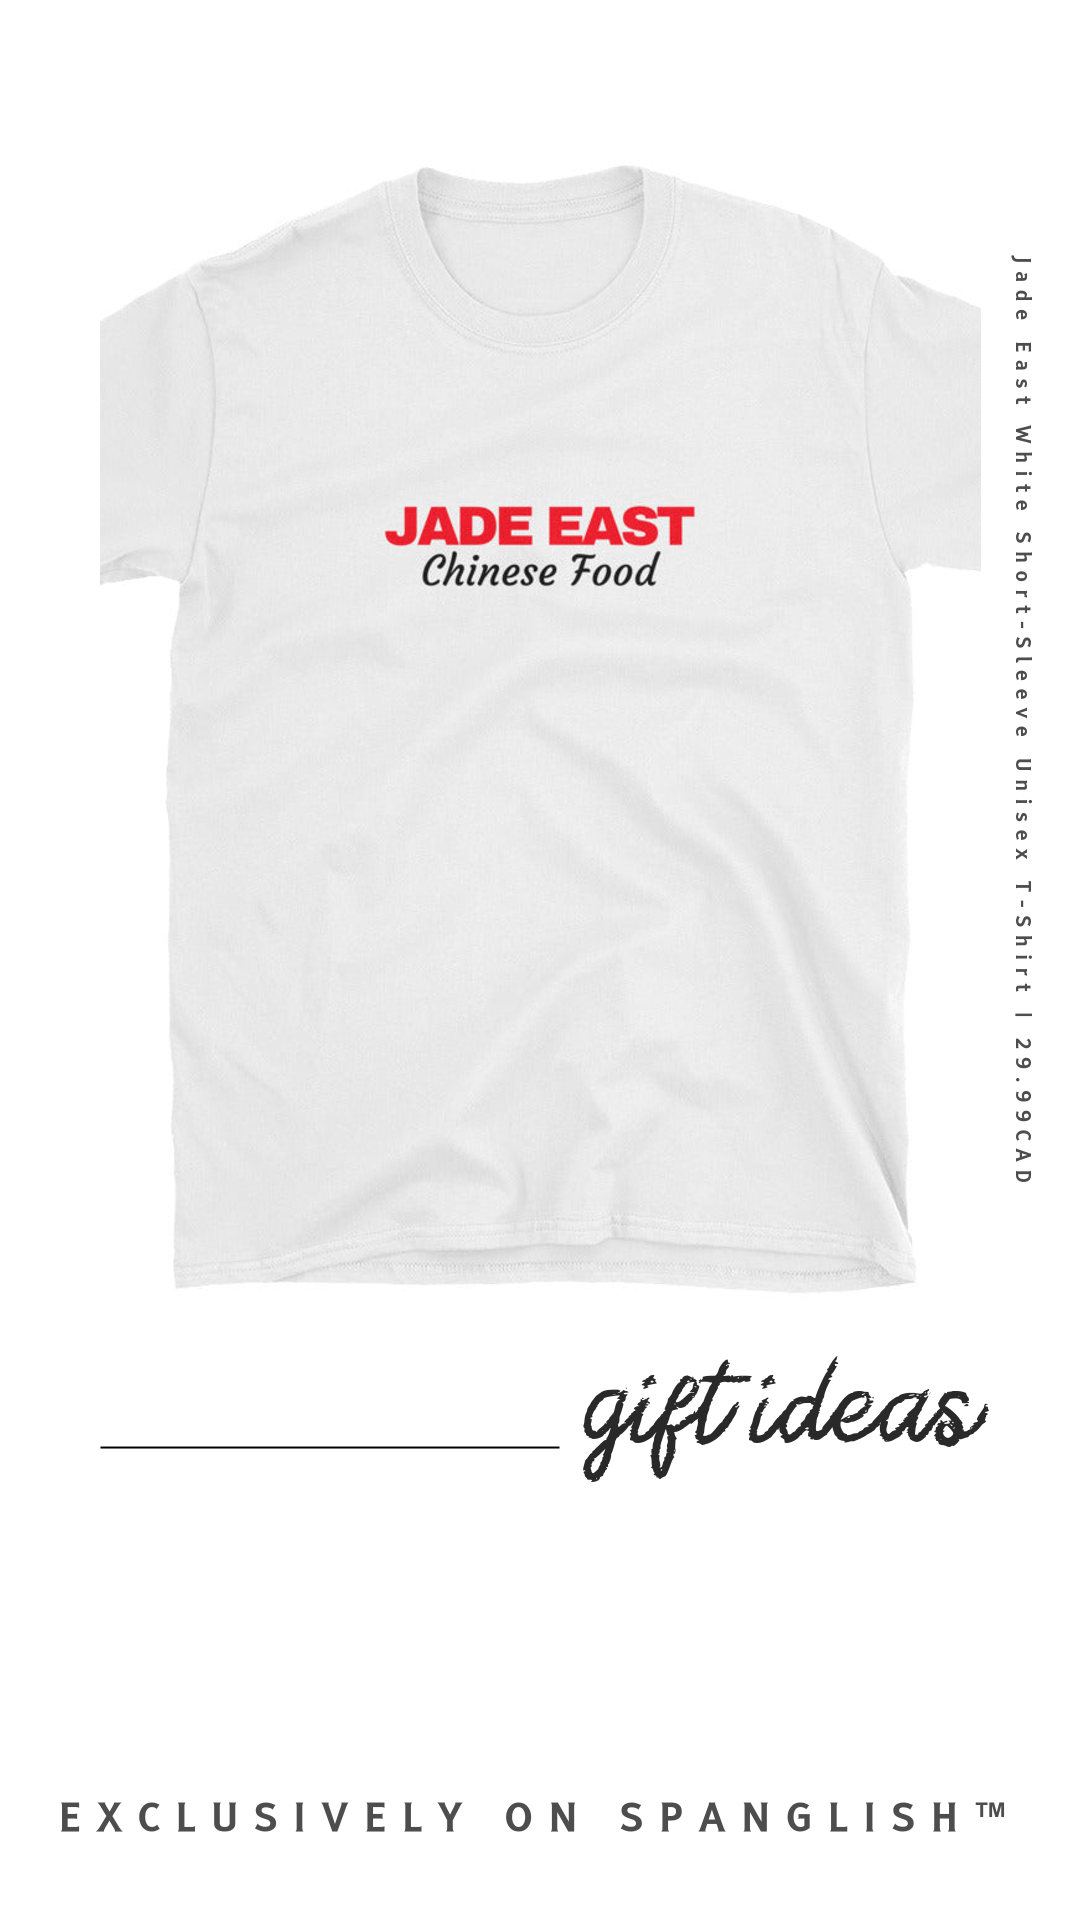 JADE EAST
Chinese Food
Jade East White Short-Sleeve Unisex T-Shirt | 29.99CAD
gift ideas
EXCLUSIVELY ON SPANGLISH™